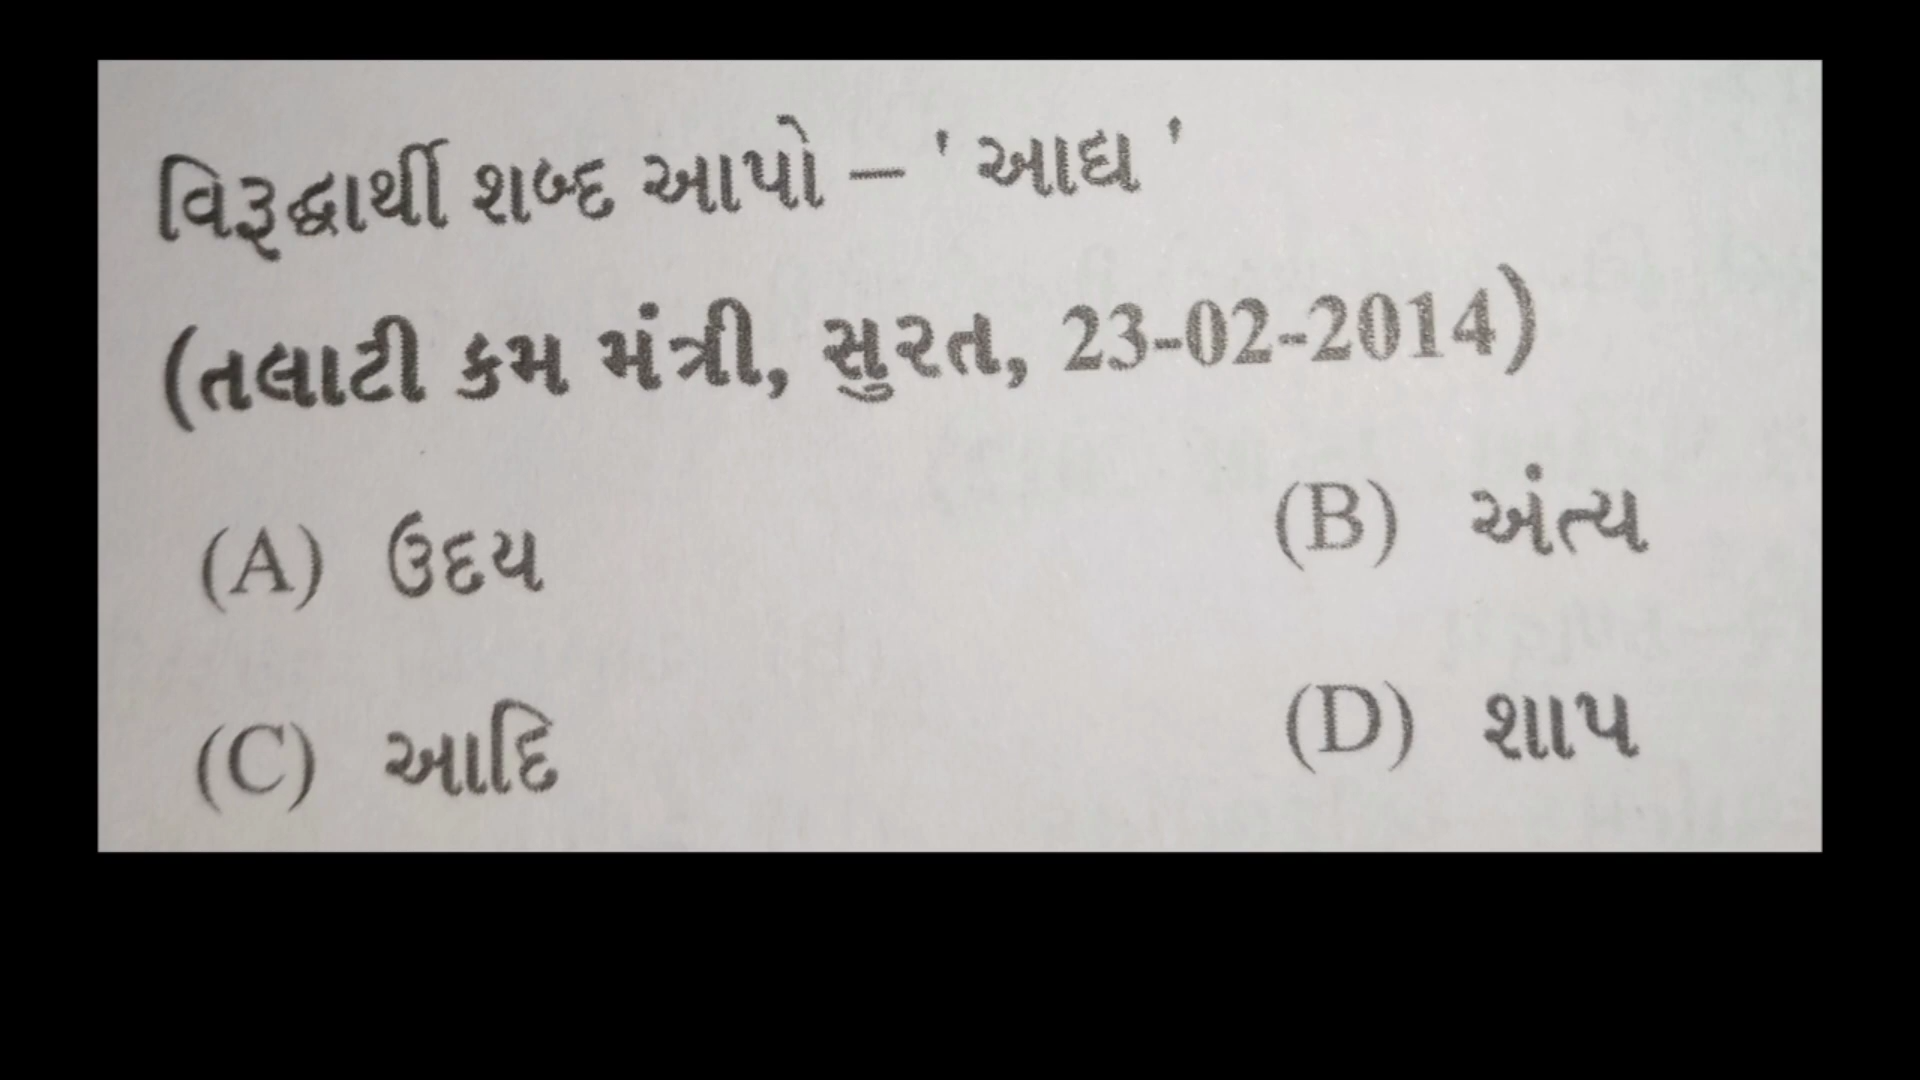 વિરૂદ્ધાર્થી શબ્દ આપો – ' આદ્ય '
(તલાટી કમ મંત્રી, સુરત, 23-02-2014)
(A) ઉદય (B) અંત્ય
(C) આદિ (D) શાપ